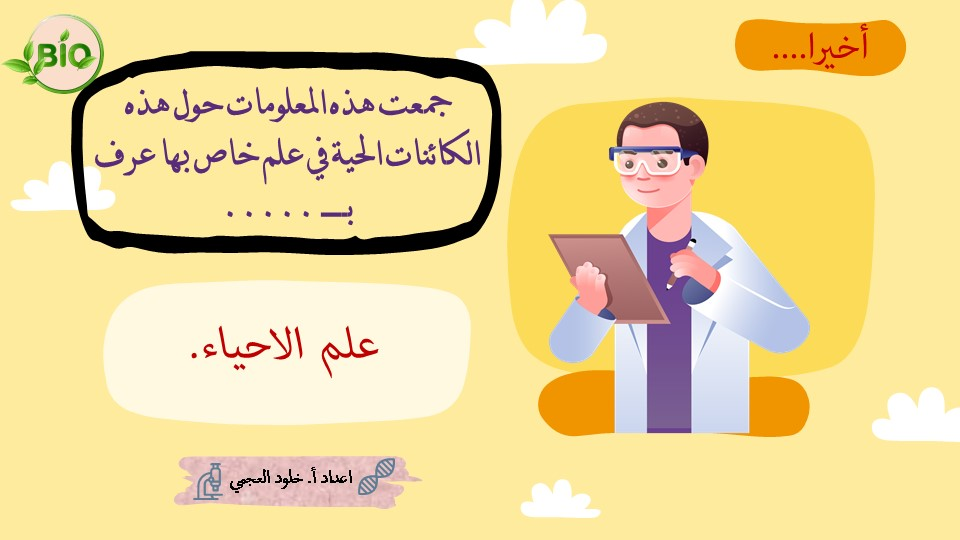 أخيرا....
BIO
جمعت هذه المعلومات حول هذه
الكائنات الحية في علم خاص بها عرف
بـــ . . . . .
علم الاحياء.
اعداد أ. خلود العجمي